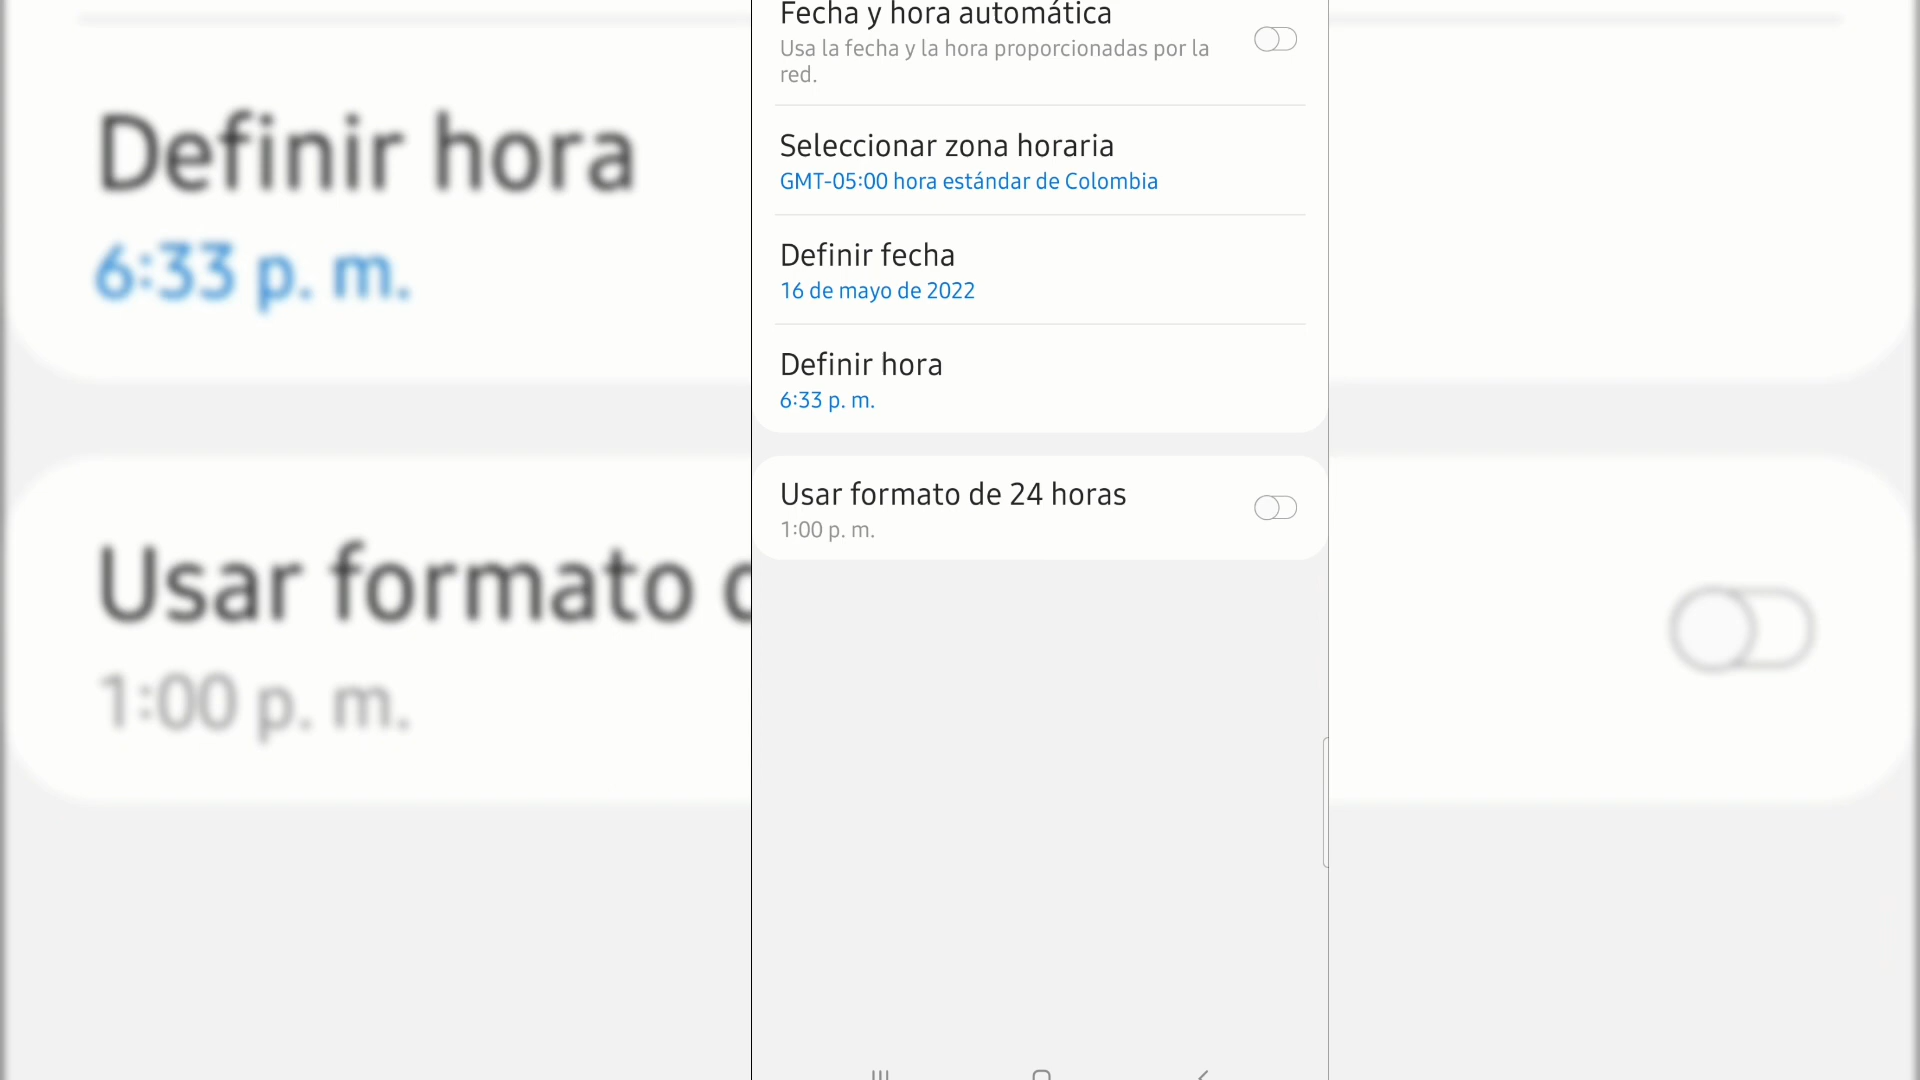 Fecha y hora automática
Usa la fecha y la hora proporcionadas por la
red.
Seleccionar zona horaria
GMT-05:00 hora estándar de Colombia
Definir fecha
16 de mayo de 2022
Definir hora
6:33 p. m.
Usar formato de 24 horas
1:00 p. m.
Definir hora
6:33 p. m.
Usar formato
1:00 p. m.